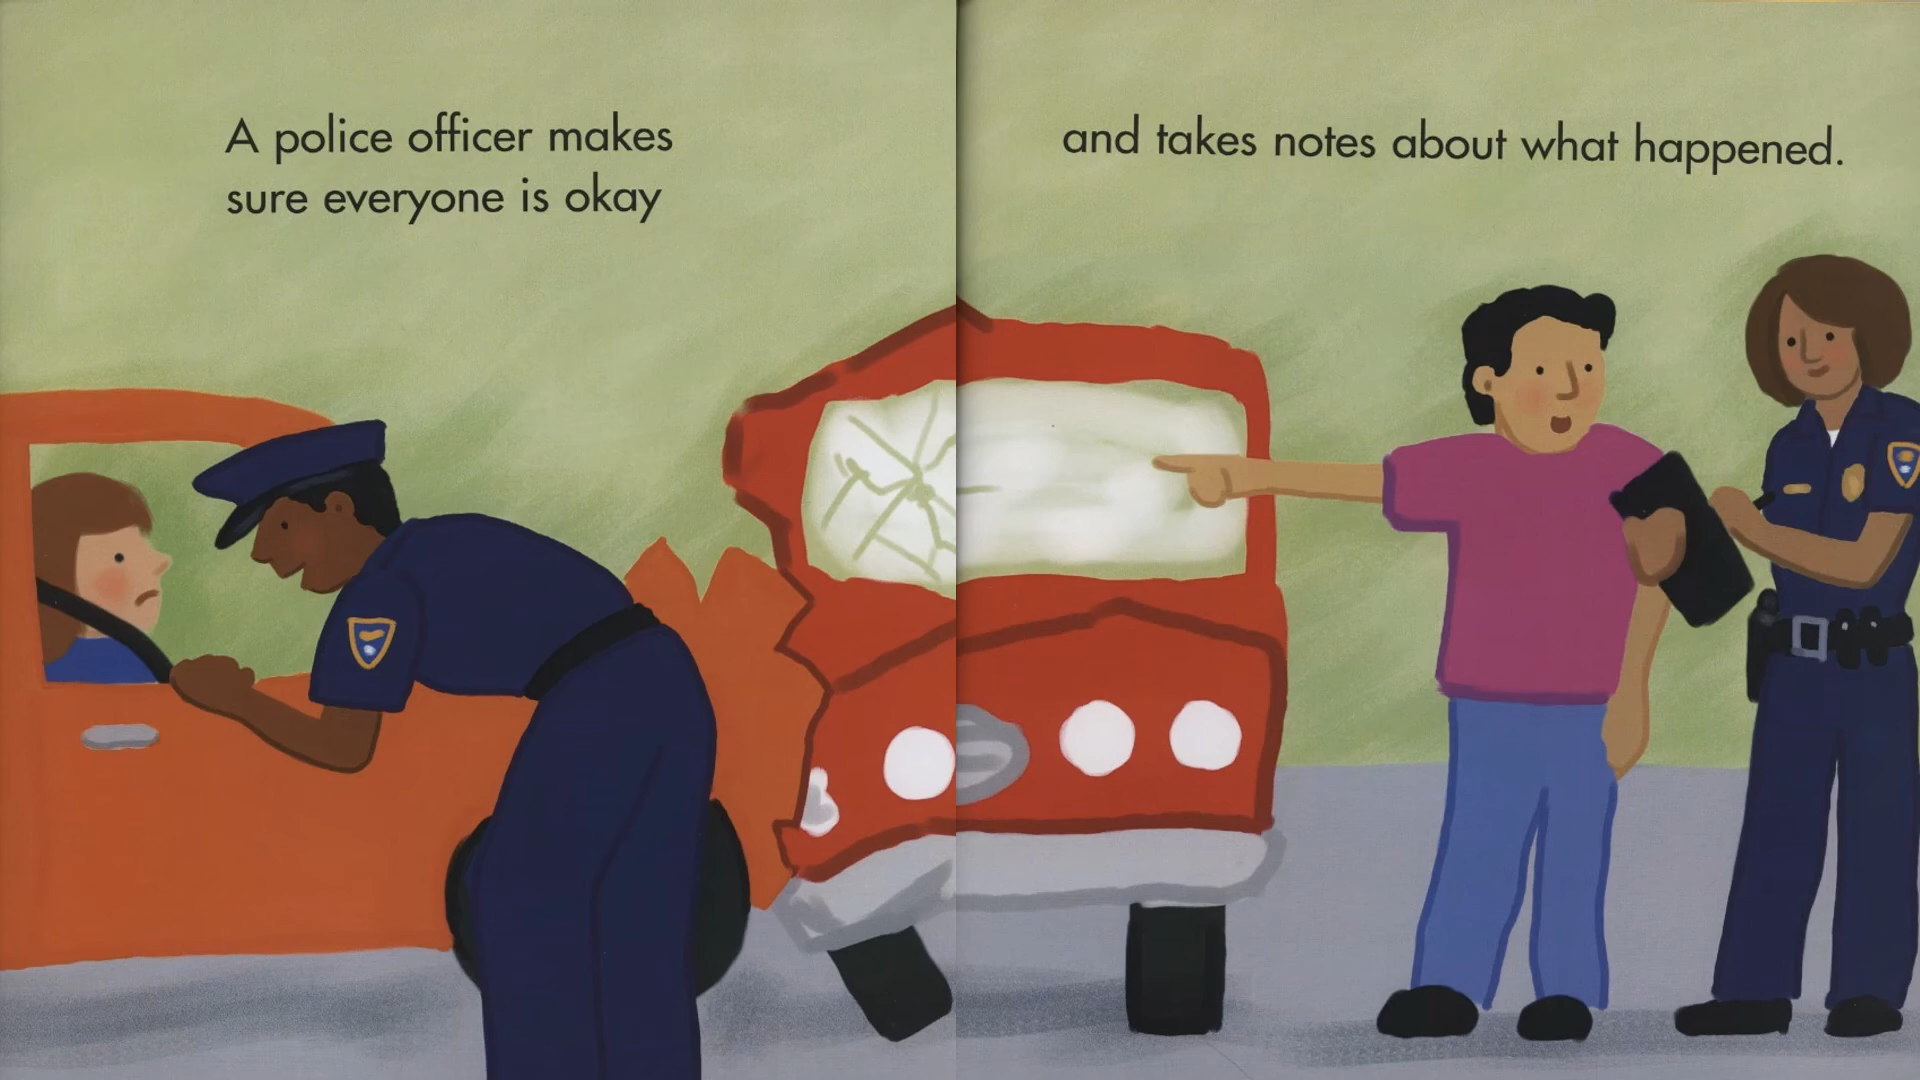 A police officer makes
sure everyone is okay
and takes notes about what happened.